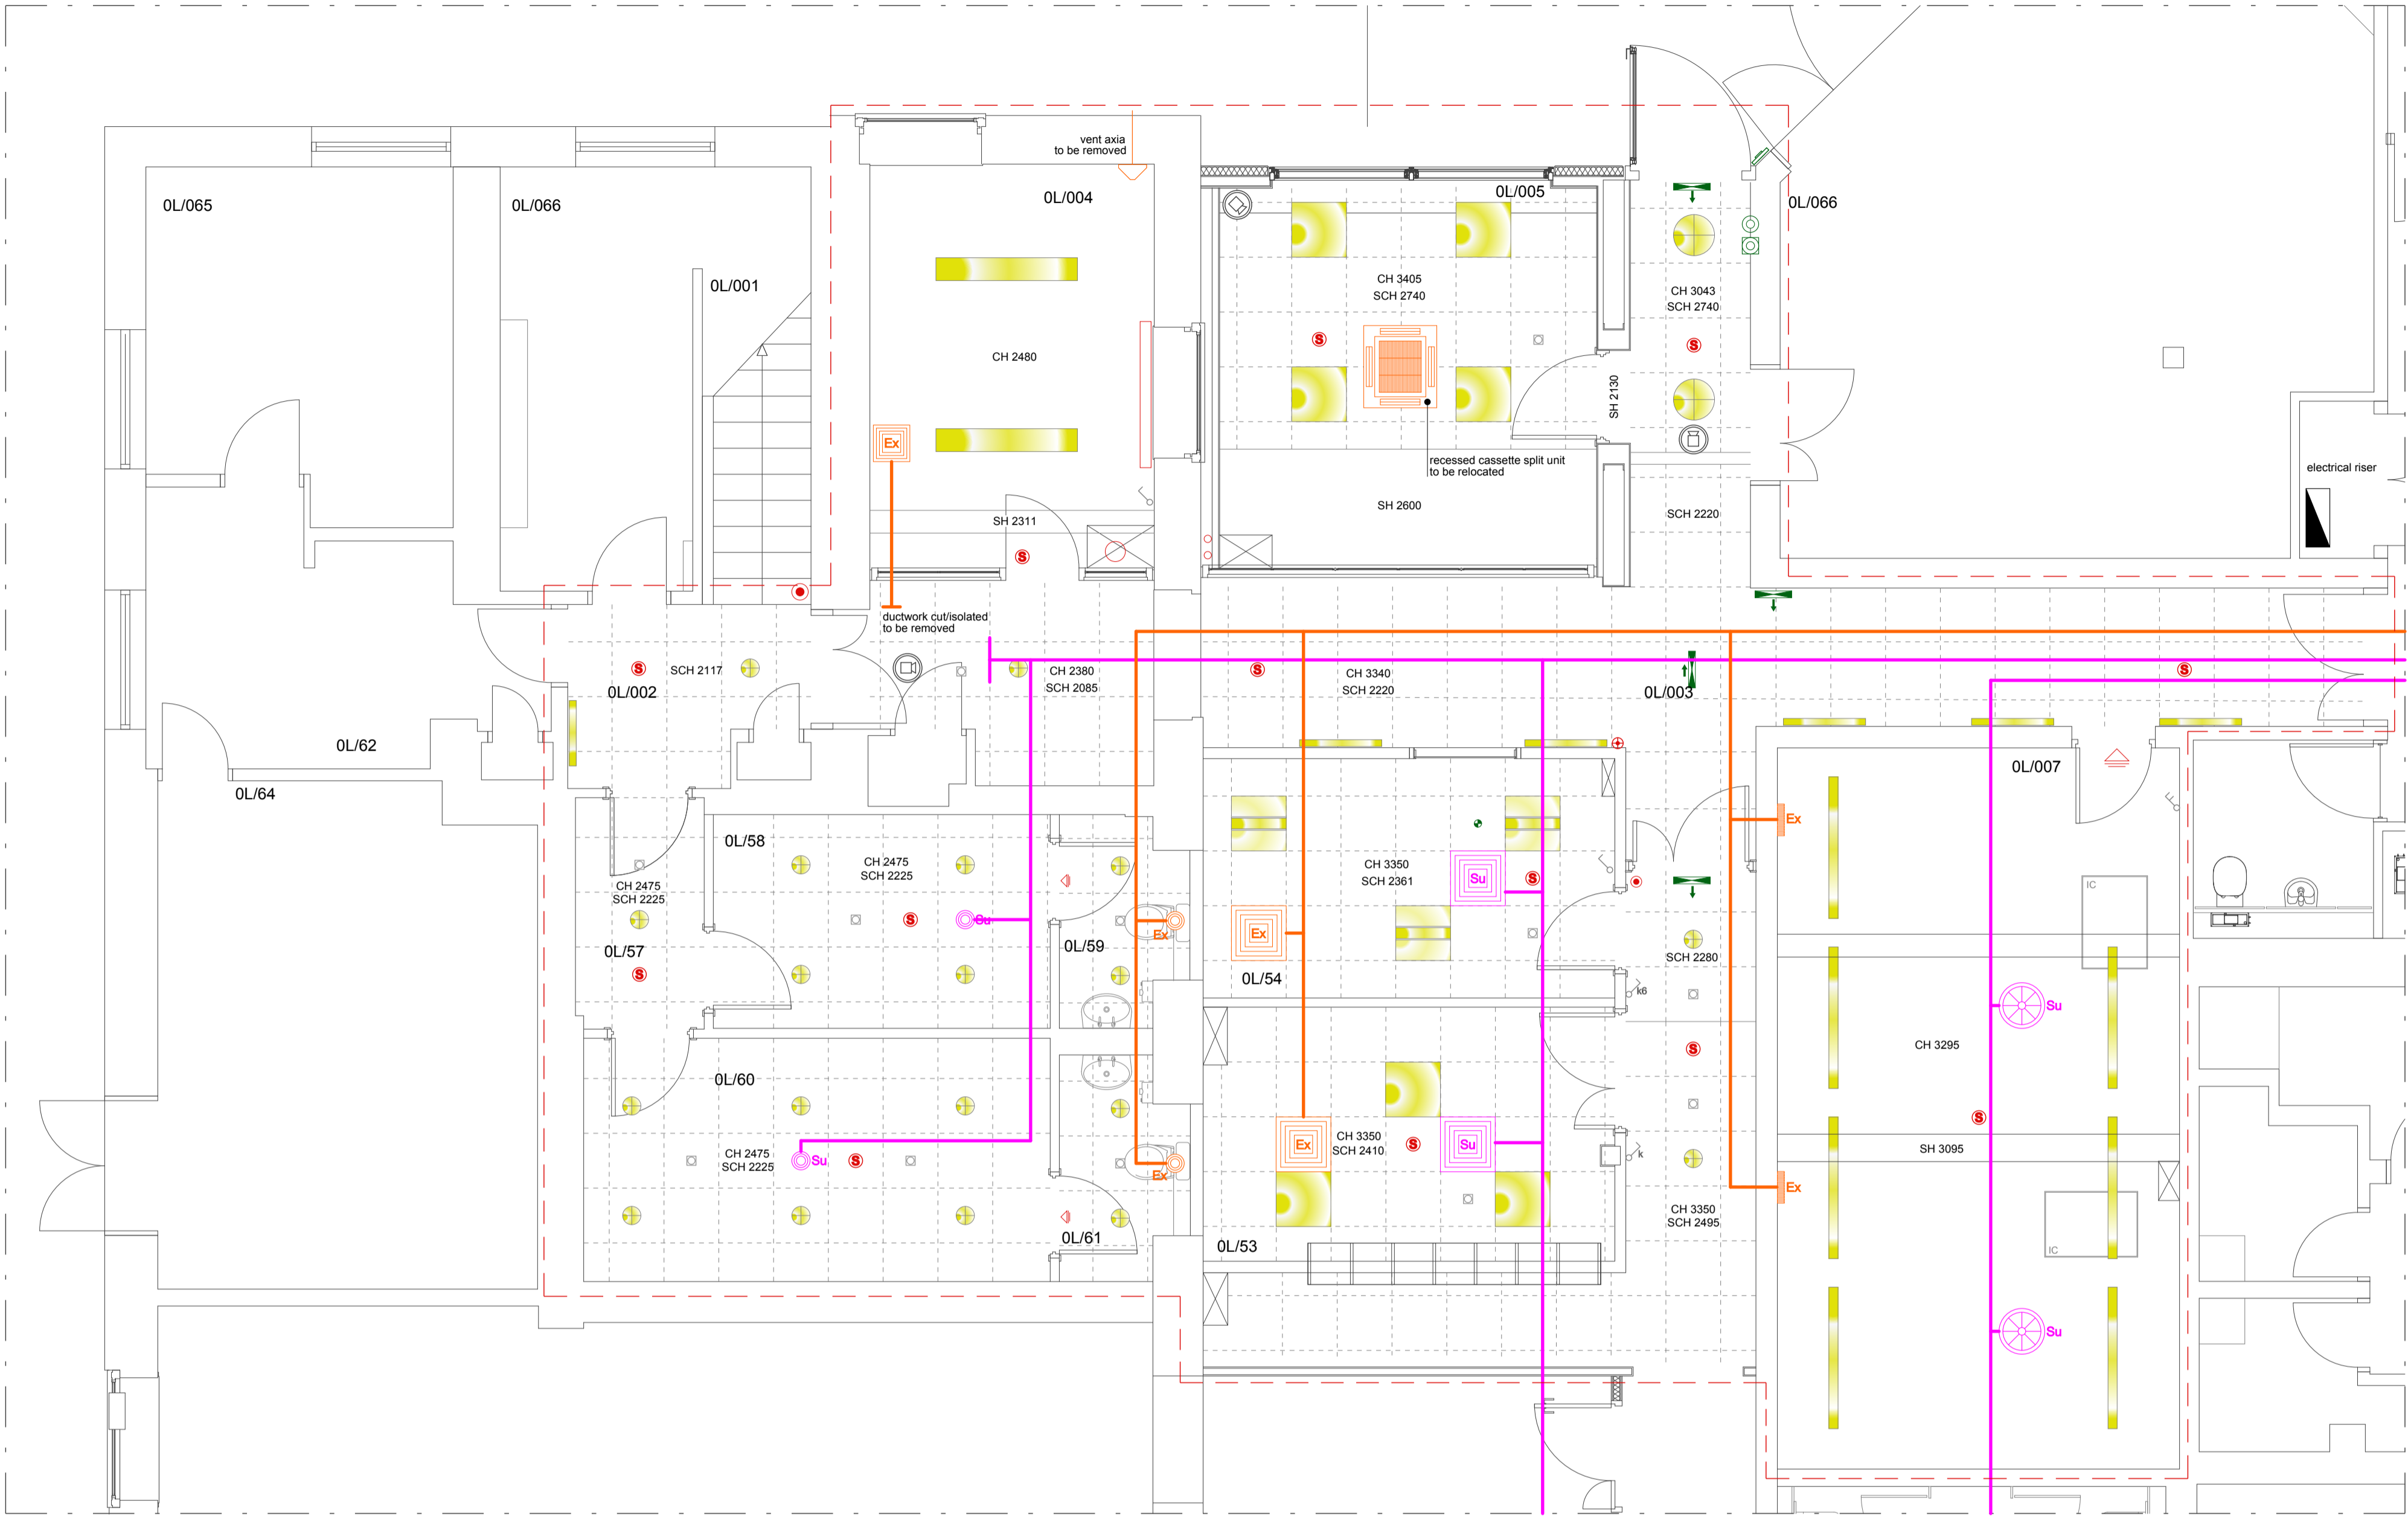 vent axia
to be removed
0L/065
0L/066
0L/004
0L/005
0L/066
0L/001
CH 3405
SCH 2740
CH 3043
SCH 2740
S
S
CH 2480
SH 2130
Ex
recessed cassette split unit
to be relocated
electrical riser
SH 2600
SCH 2220
SH 2311
S
ductwork cut/isolated
to be removed
S
SCH 2117
0L/002
CH 2380
SCH 2085
S
CH 3340
SCH 2220
0L/003
S
0L/62
0L/64
0L/007
Ex
0L/58
CH 2475
SCH 2225
CH 2475
SCH 2225
CH 3350
SCH 2361
Su
S
IC
S
Su
Ex
Ex
0L/59
0L/57
S
0L/54
SCH 2280
k6
Su
S
CH 3295
0L/60
S
CH 2475
SCH 2225
Su
S
Ex
Ex
CH 3350
SCH 2410
S
Su
k
SH 3095
Ex
CH 3350
SCH 2495
0L/61
0L/53
IC
Su